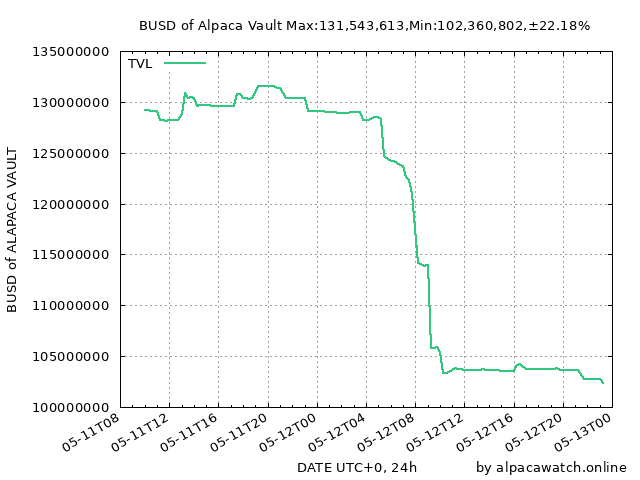 BUSD of Alpaca Vault Max:131,543,613,Min:102,360,802,±22.18%
TVL
135000000
130000000
125000000
120000000
115000000
110000000
105000000
100000000
BUSD of ALAPACA VAULT
05-11T08
05-11T12
05-11T16
05-11T20
05-12T00
05-12T04
05-12T08
05-12T12
05-12T16
05-12T20
05-13T00
DATE UTC+0, 24h
by alpacawatch.online